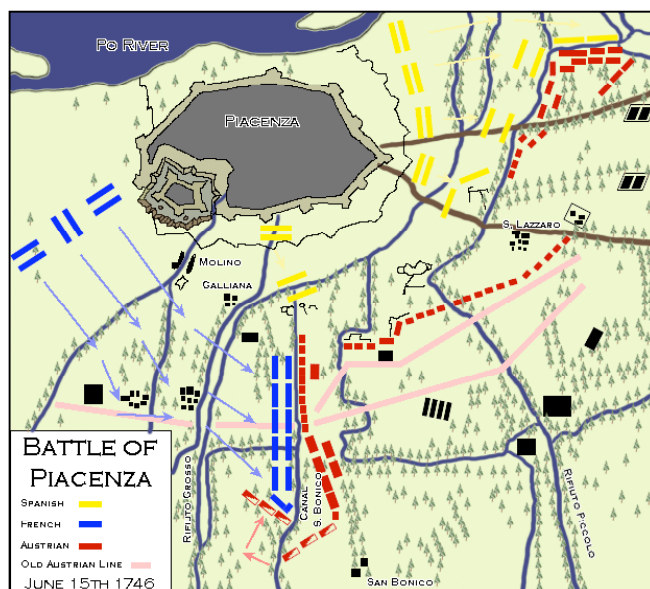 Po River
Piacenza
S. Lazzaro
Molino
Galliana
Battle of
Piacenza
Spanish
French
Austrian
Old Austrian Line
June 15th 1746
Rifiuto Grosso
Canal
S. Bonico
Rifiuto Piccolo
San Bonico